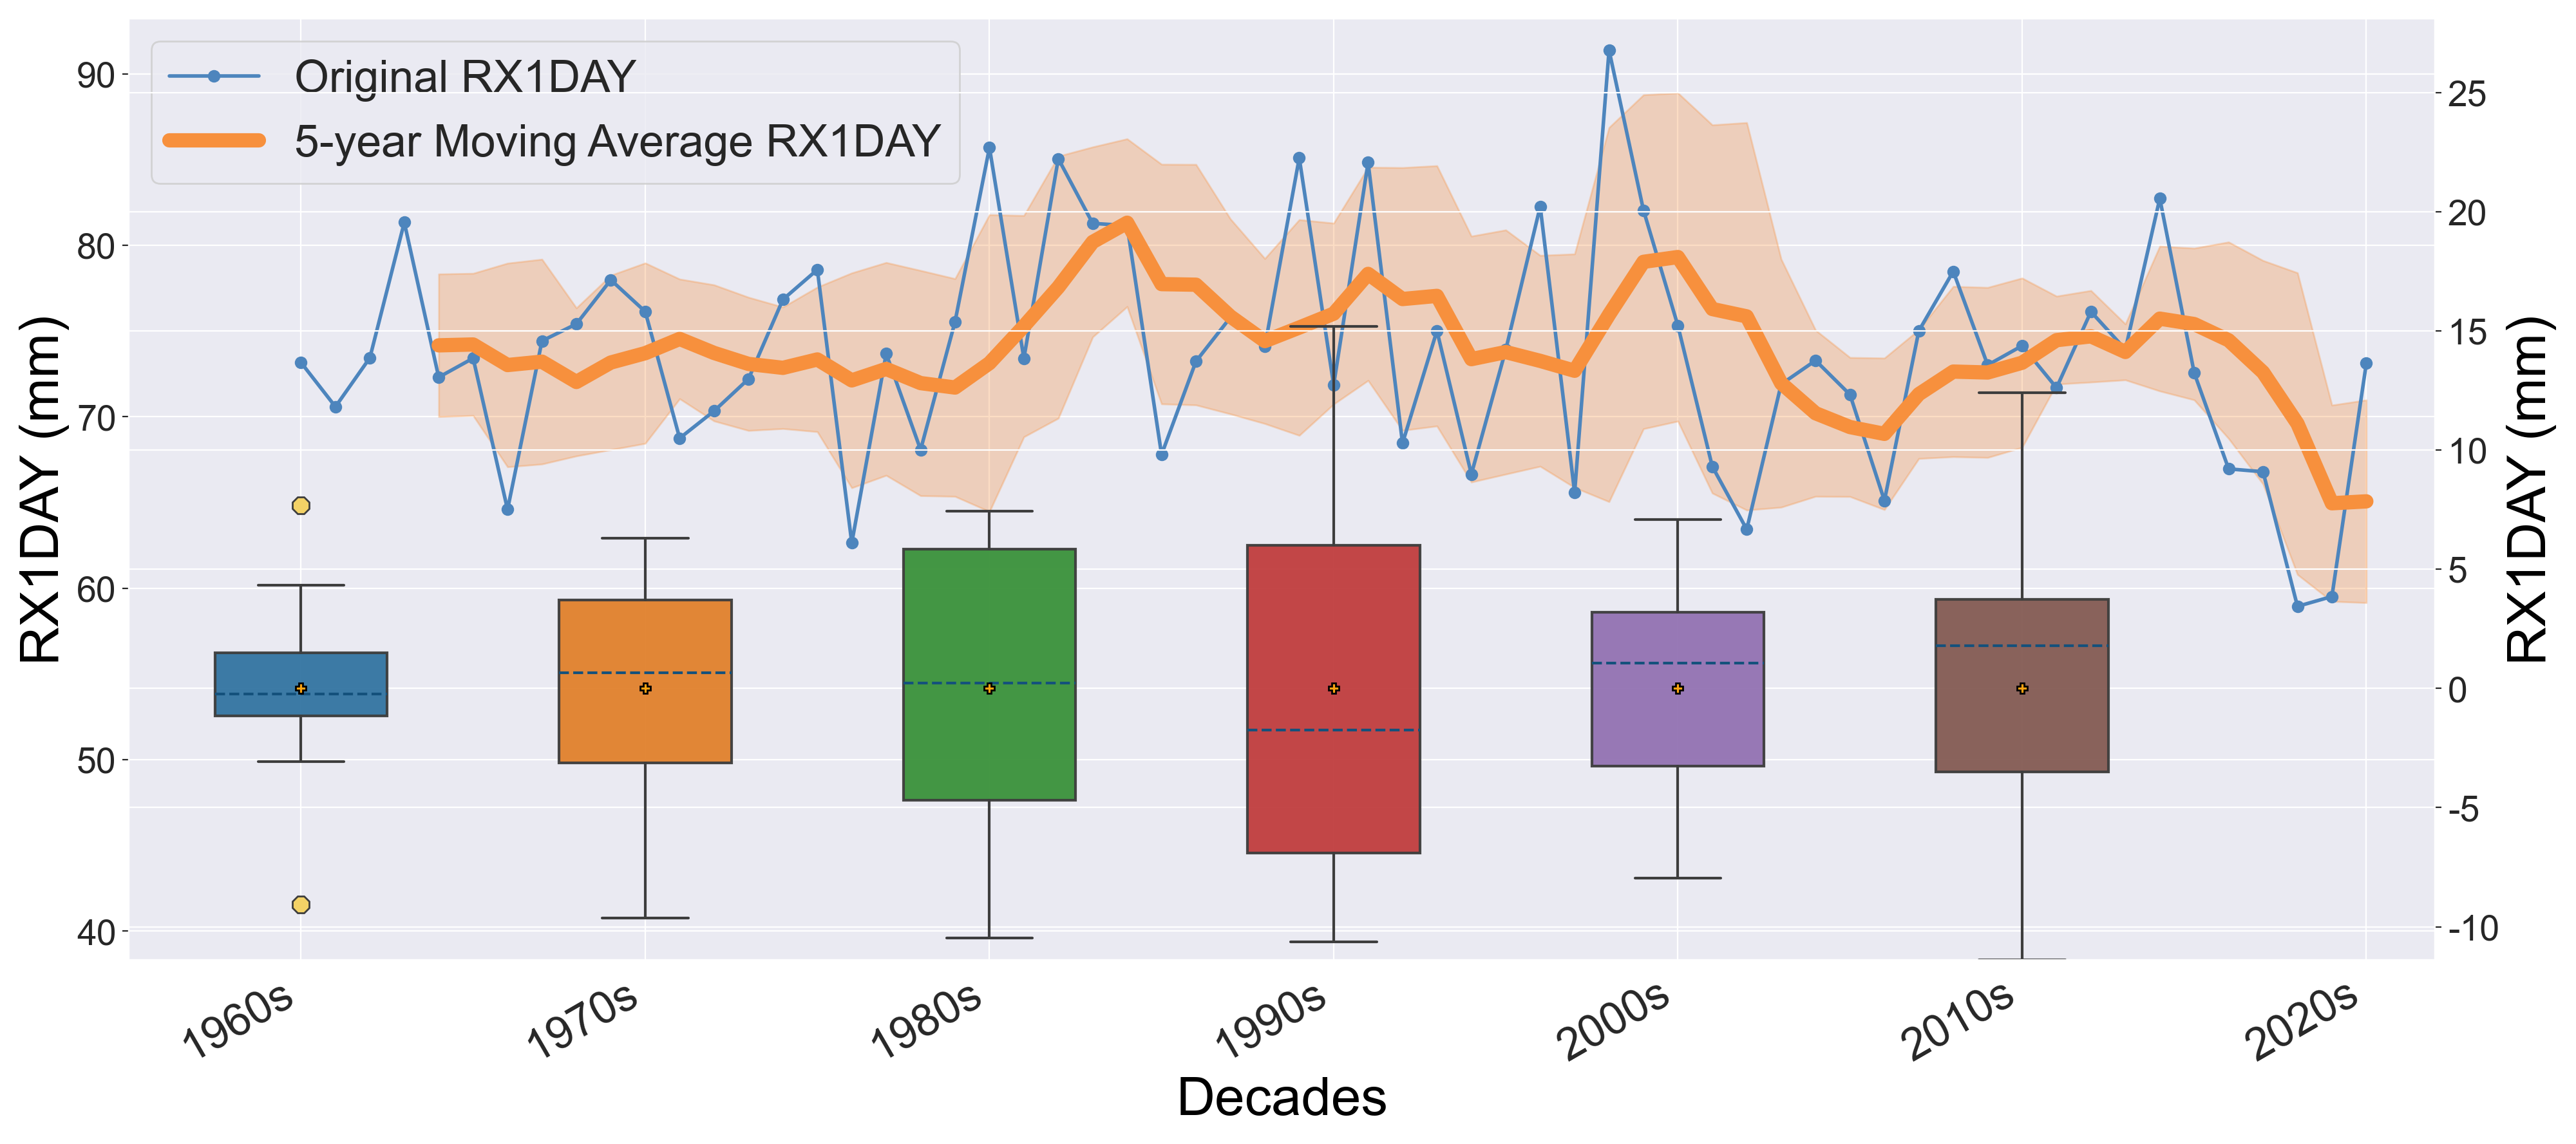 Original RX1DAY
5-year Moving Average RX1DAY
RX1DAY (mm)
90
80
70
60
50
40
25
20
15
10
5
0
-5
-10
RX1DAY (mm)
1960s
1970s
1980s
1990s
2000s
2010s
2020s
Decades